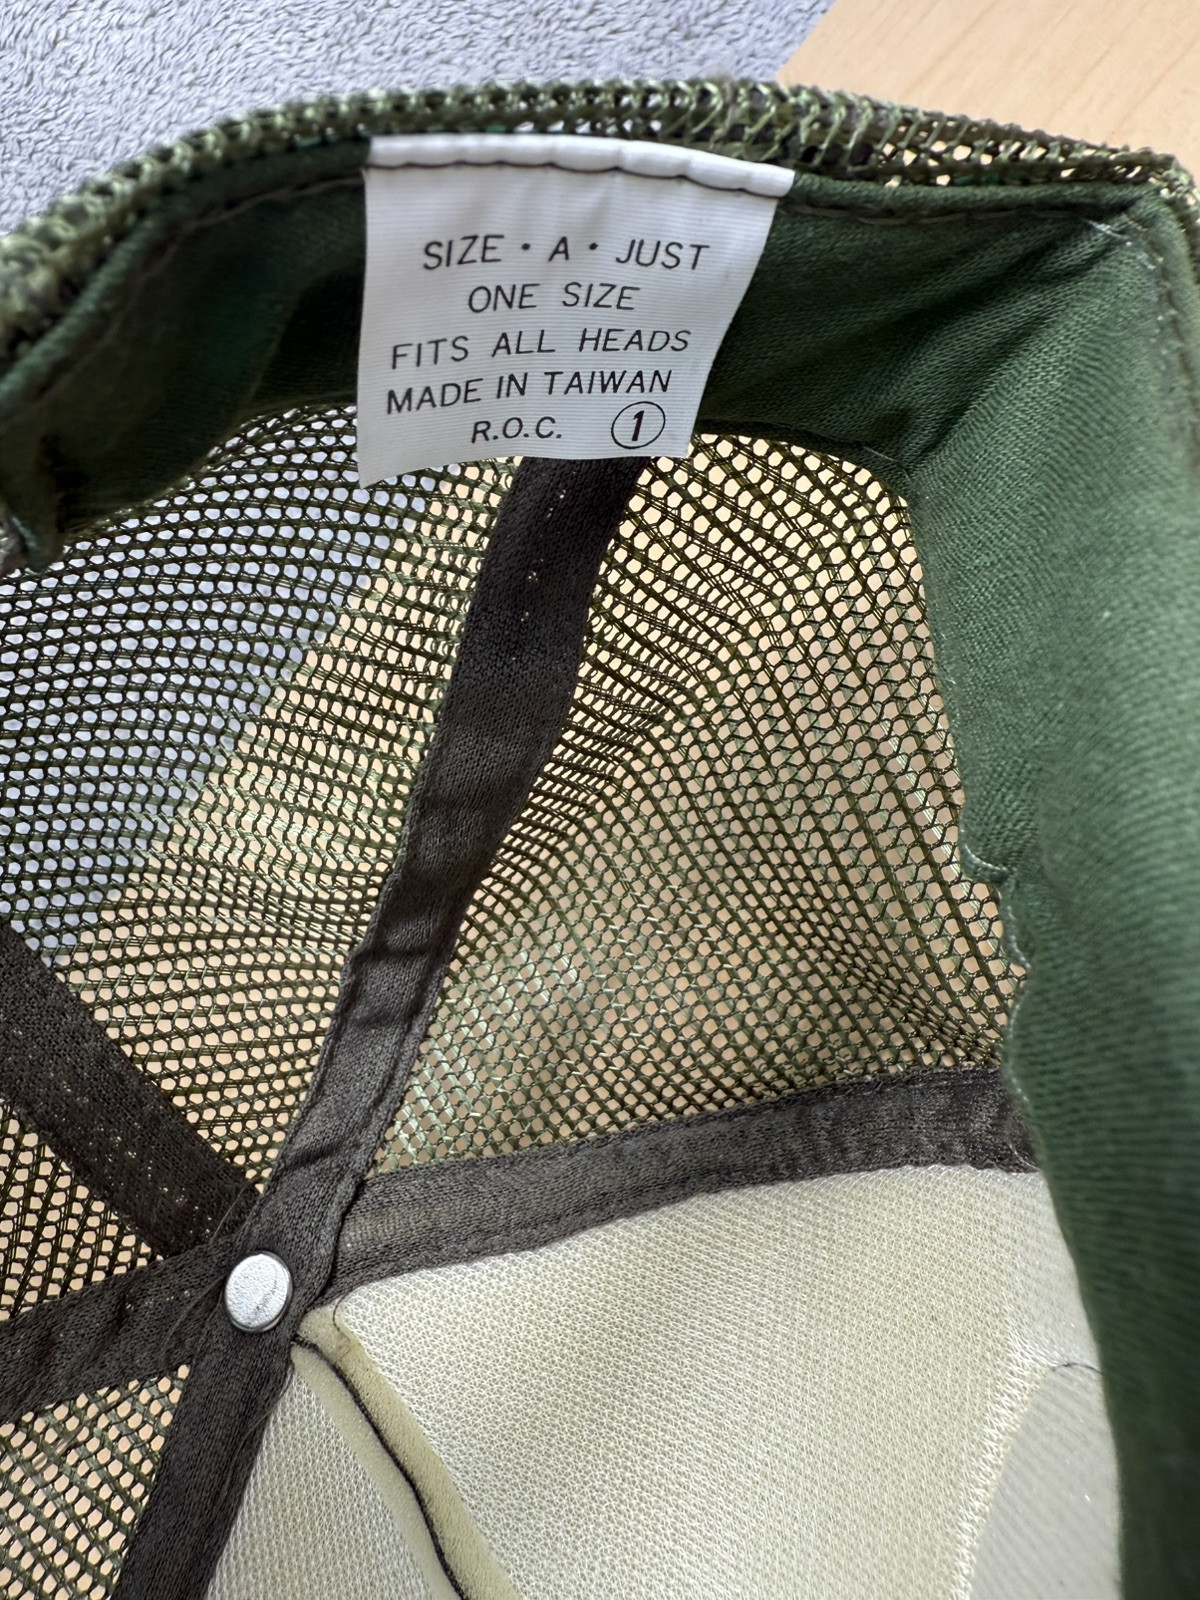 SIZE · A · JUST
ONE SIZE
FITS ALL HEADS
MADE IN TAIWAN
R.O.C. ①